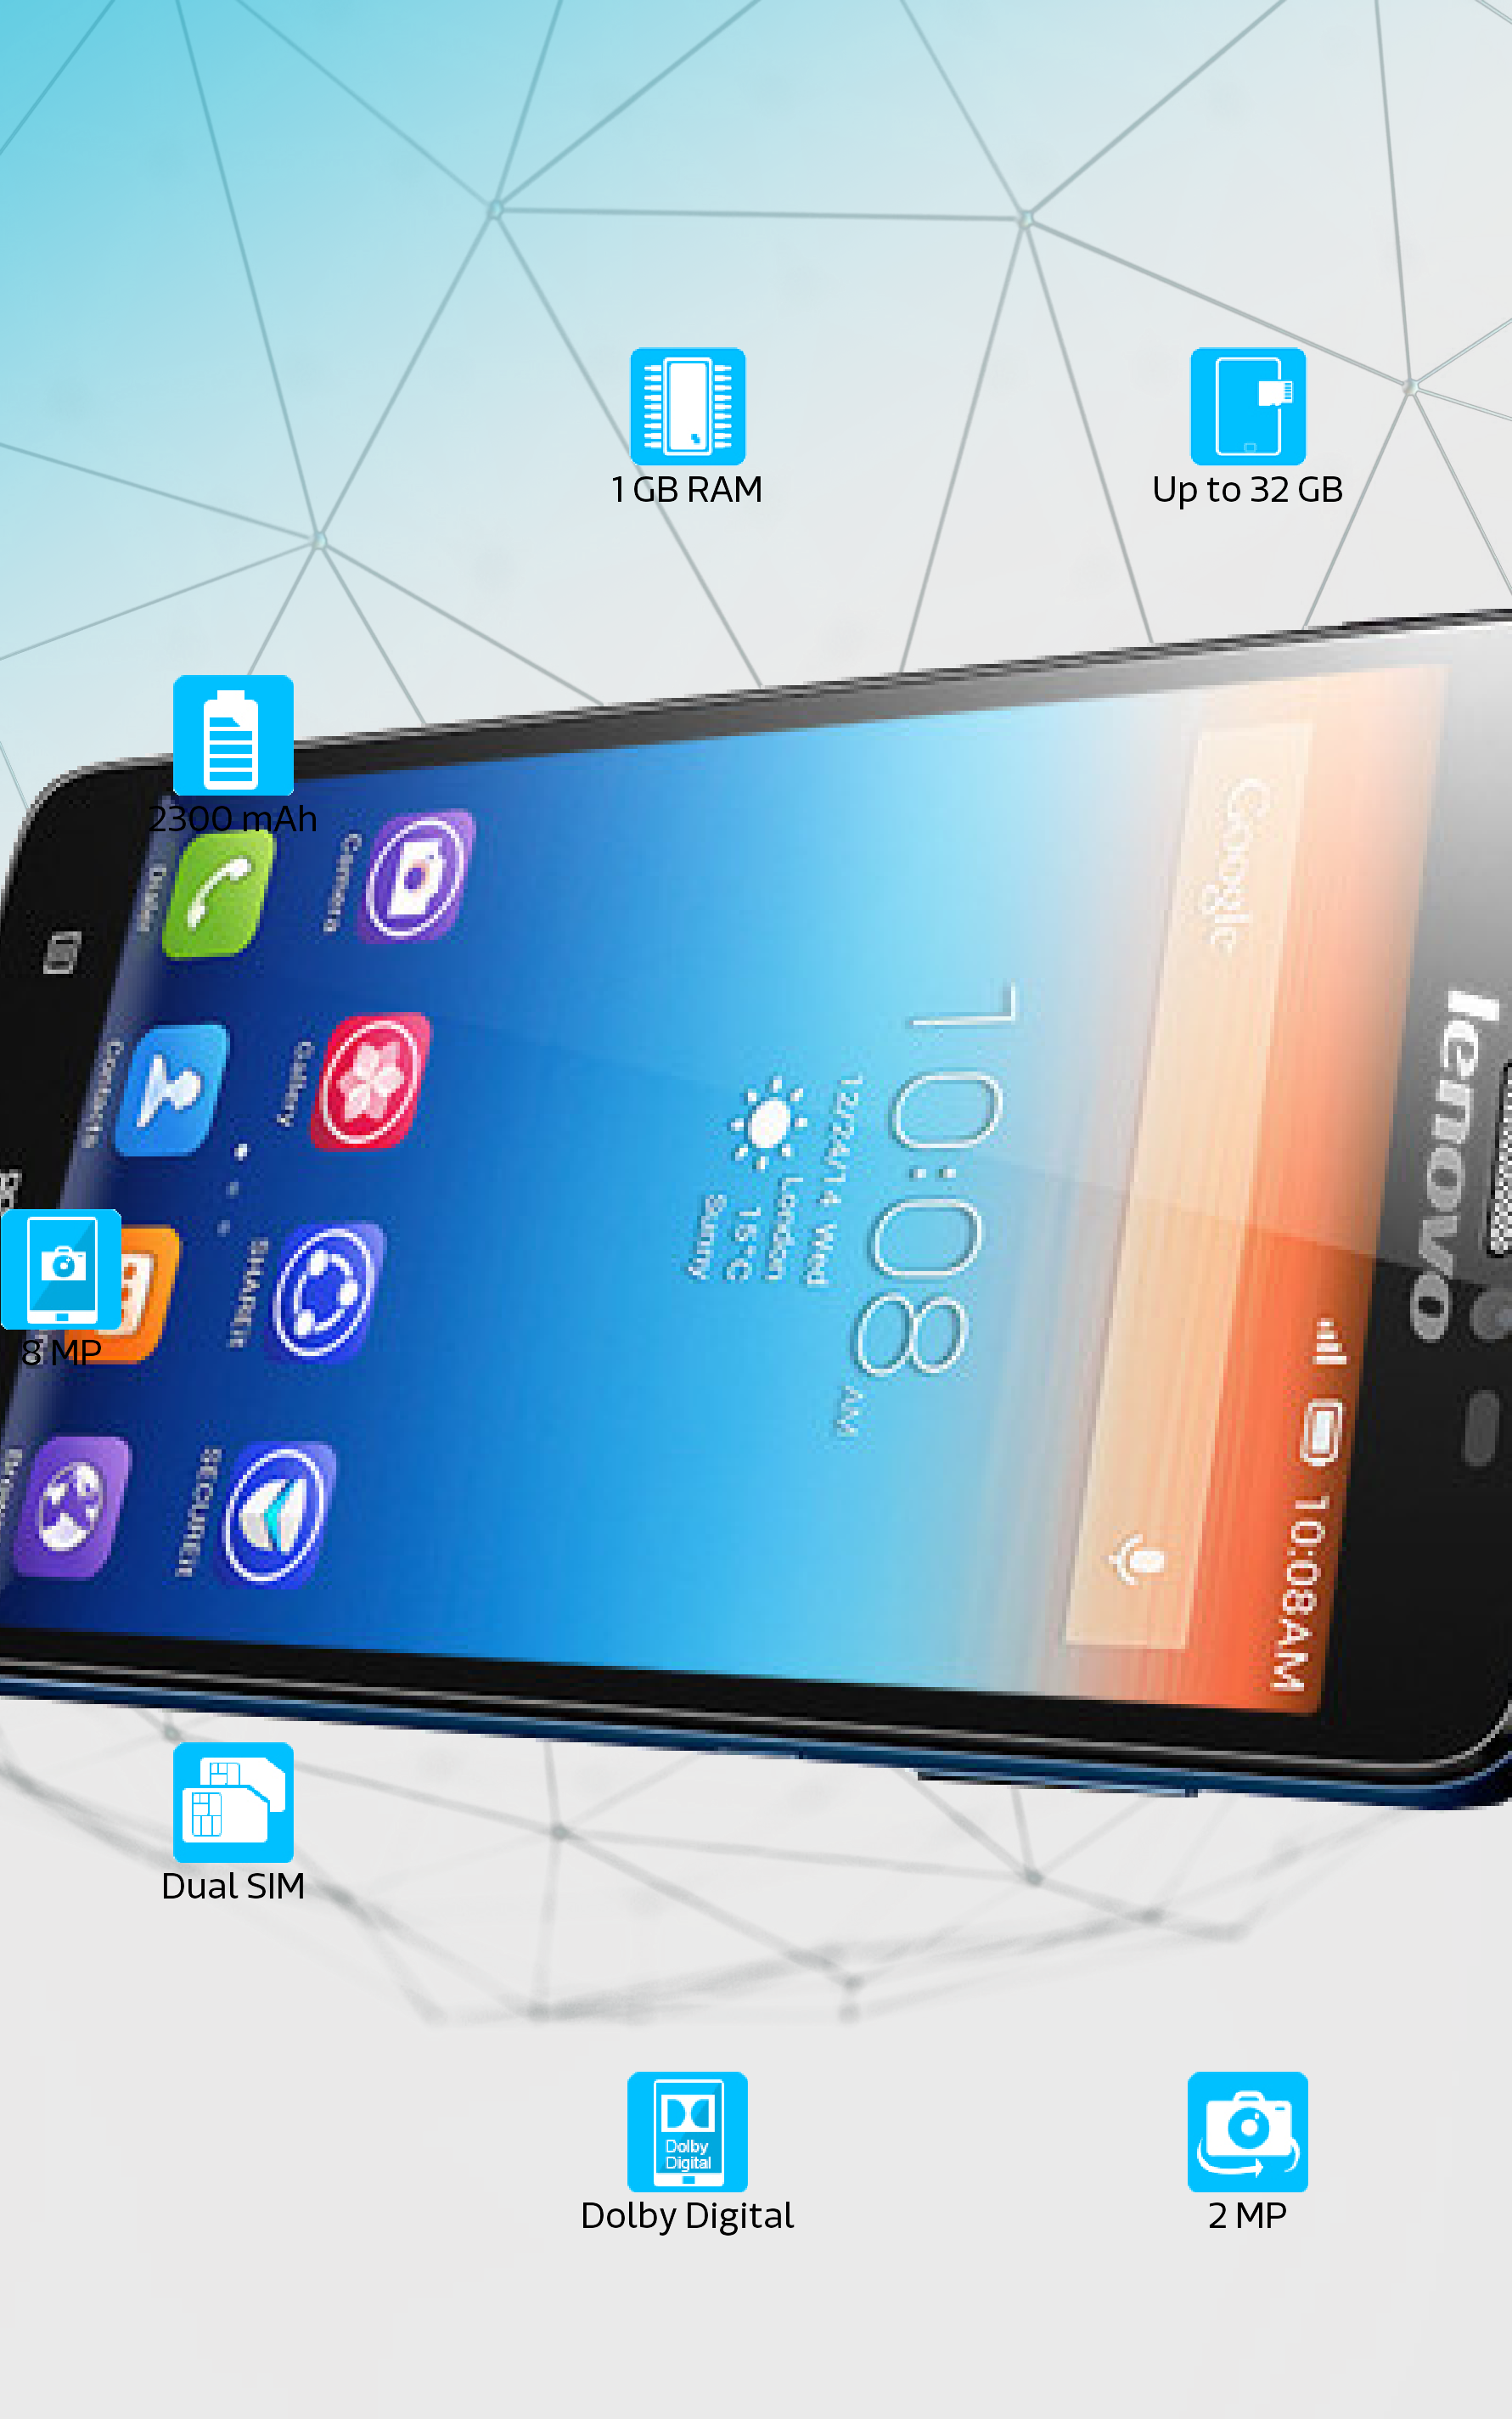 1 GB RAM
Up to 32 GB
2300 mAh
8 MP
Dual SIM
Dolby
Digital
Dolby Digital
2 MP
lenovo
10:08AM
Google
10:08
AM
12/24/14 Wed
London
15°C
Sunny
Camera
Gallery
SHAREit
SECUREit
Dialer
Contacts